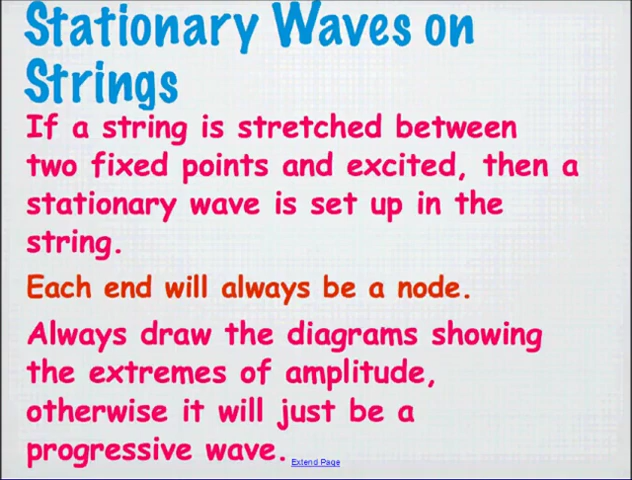 Stationary Waves on
Strings
If a string is stretched between
two fixed points and excited, then a
stationary wave is set up in the
string.
Each end will always be a node.
Always draw the diagrams showing
the extremes of amplitude,
otherwise it will just be a
progressive wave.
Extend Page